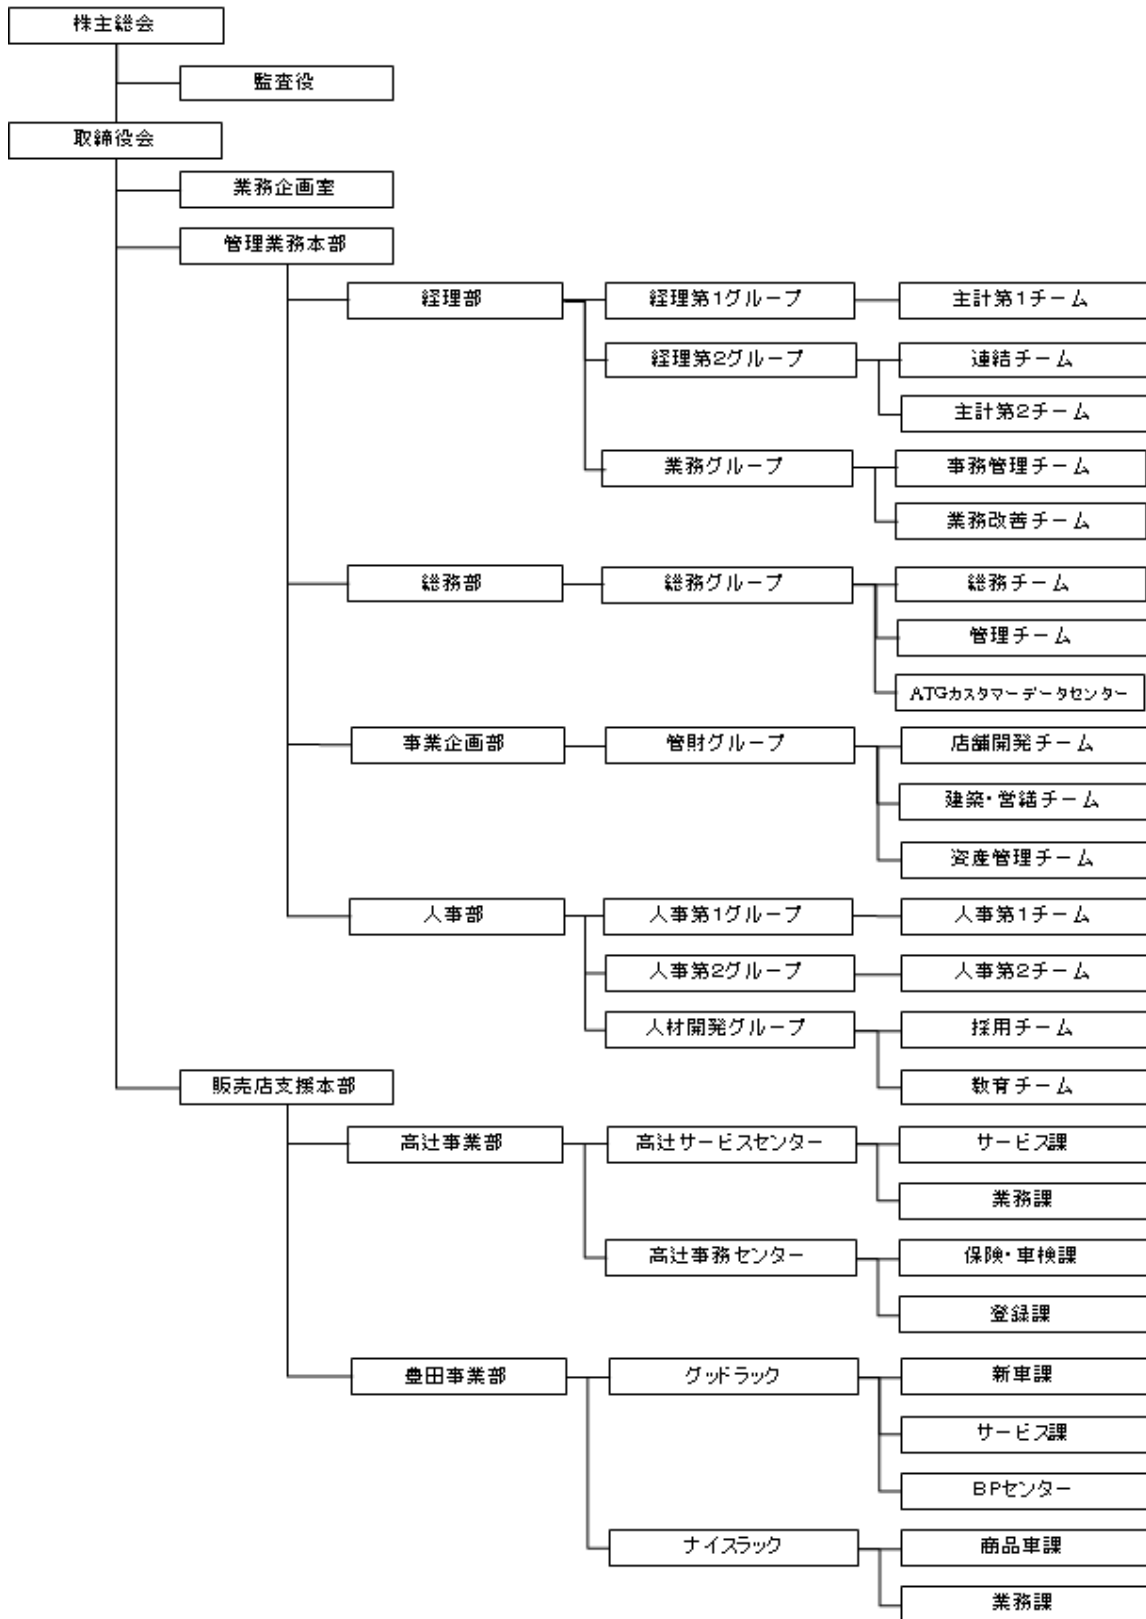 株主総会
監査役
取締役会
業務企画室
管理業務本部
経理部
経理第1グループ
主計第1チーム
経理第2グループ
連結チーム
主計第2チーム
業務グループ
事務管理チーム
業務改善チーム
総務部
総務グループ
総務チーム
管理チーム
ATGカスタマーデータセンター
事業企画部
管財グループ
店舗開発チーム
建築・営繕チーム
資産管理チーム
人事部
人事第1グループ
人事第1チーム
人事第2グループ
人事第2チーム
人材開発グループ
採用チーム
教育チーム
販売店支援本部
高辻事業部
高辻サービスセンター
サービス課
業務課
高辻事務センター
保険・車検課
登録課
豊田事業部
グッドラック
新車課
サービス課
BPセンター
ナイスラック
商品車課
業務課